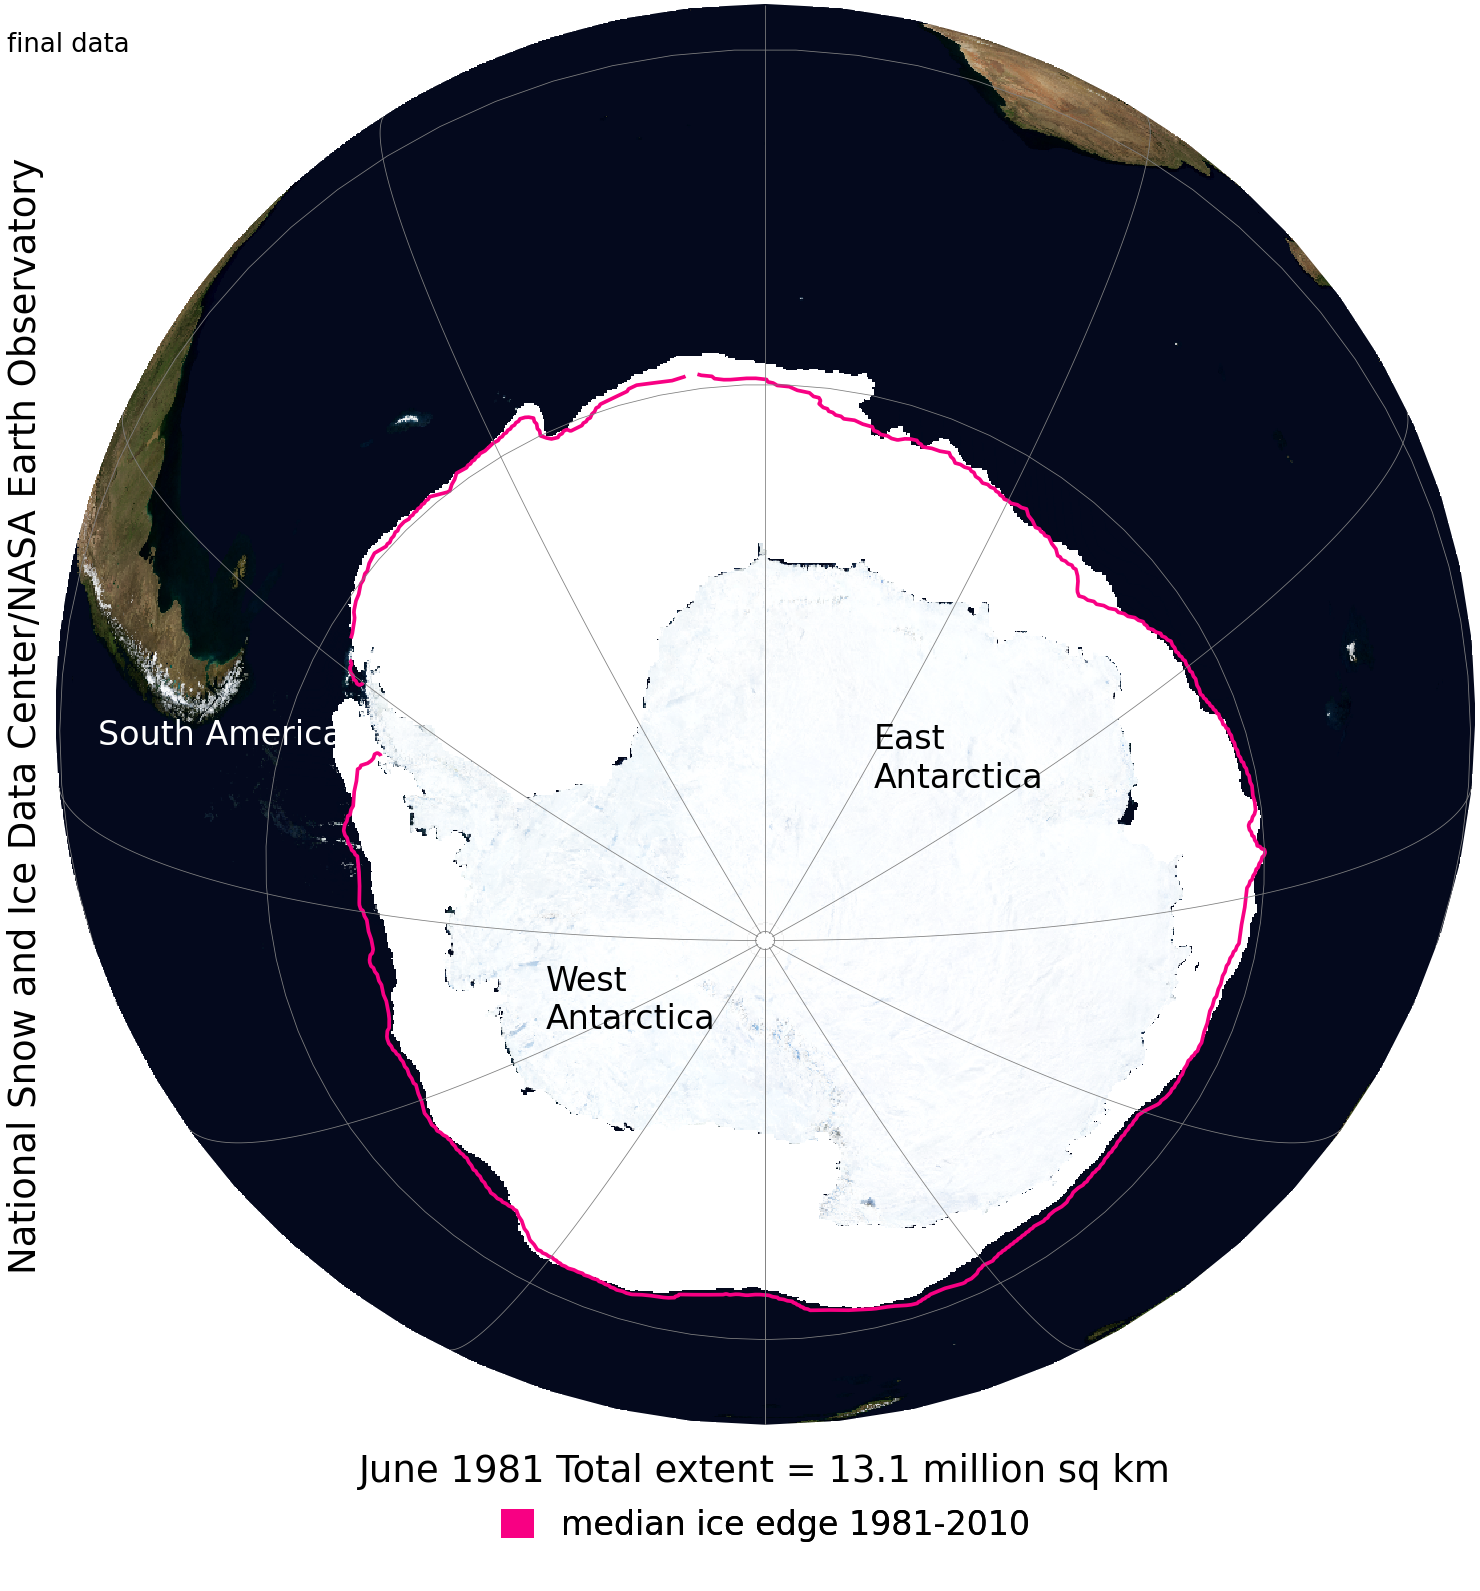 final data
National Snow and Ice Data Center/NASA Earth Observatory
South America
East
Antarctica
West
Antarctica
June 1981 Total extent = 13.1 million sq km
median ice edge 1981-2010